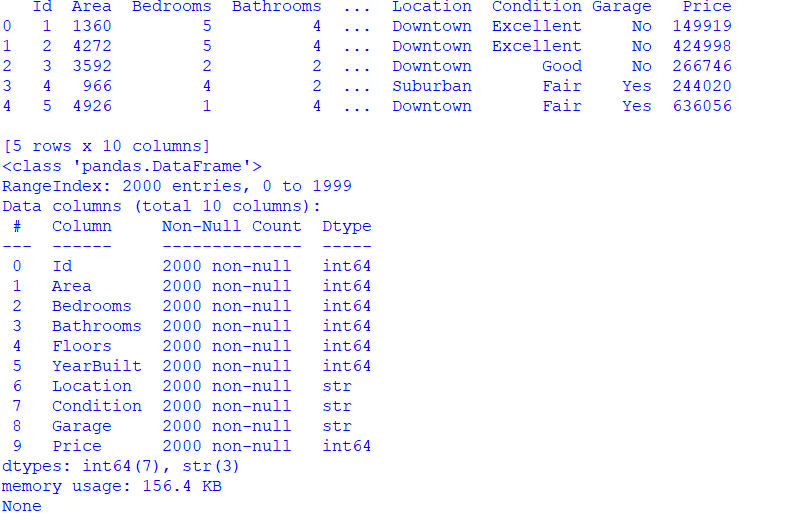 Id  Area  Bedrooms  Bathrooms  ...  Location  Condition Garage   Price
0   1  1360         5          4  ...  Downtown  Excellent     No  149919
1   2  4272         5          4  ...  Downtown  Excellent     No  424998
2   3  3592         2          2  ...  Downtown       Good     No  266746
3   4   966         4          2  ...  Suburban       Fair    Yes  244020
4   5  4926         1          4  ...  Downtown       Fair    Yes  636056
[5 rows x 10 columns]
<class 'pandas.DataFrame'>
RangeIndex: 2000 entries, 0 to 1999
Data columns (total 10 columns):
 #   Column     Non-Null Count  Dtype
---  ------     --------------  -----
 0   Id         2000 non-null   int64
 1   Area       2000 non-null   int64
 2   Bedrooms   2000 non-null   int64
 3   Bathrooms  2000 non-null   int64
 4   Floors     2000 non-null   int64
 5   YearBuilt  2000 non-null   int64
 6   Location   2000 non-null   str
 7   Condition  2000 non-null   str
 8   Garage     2000 non-null   str
 9   Price      2000 non-null   int64
dtypes: int64(7), str(3)
memory usage: 156.4 KB
None